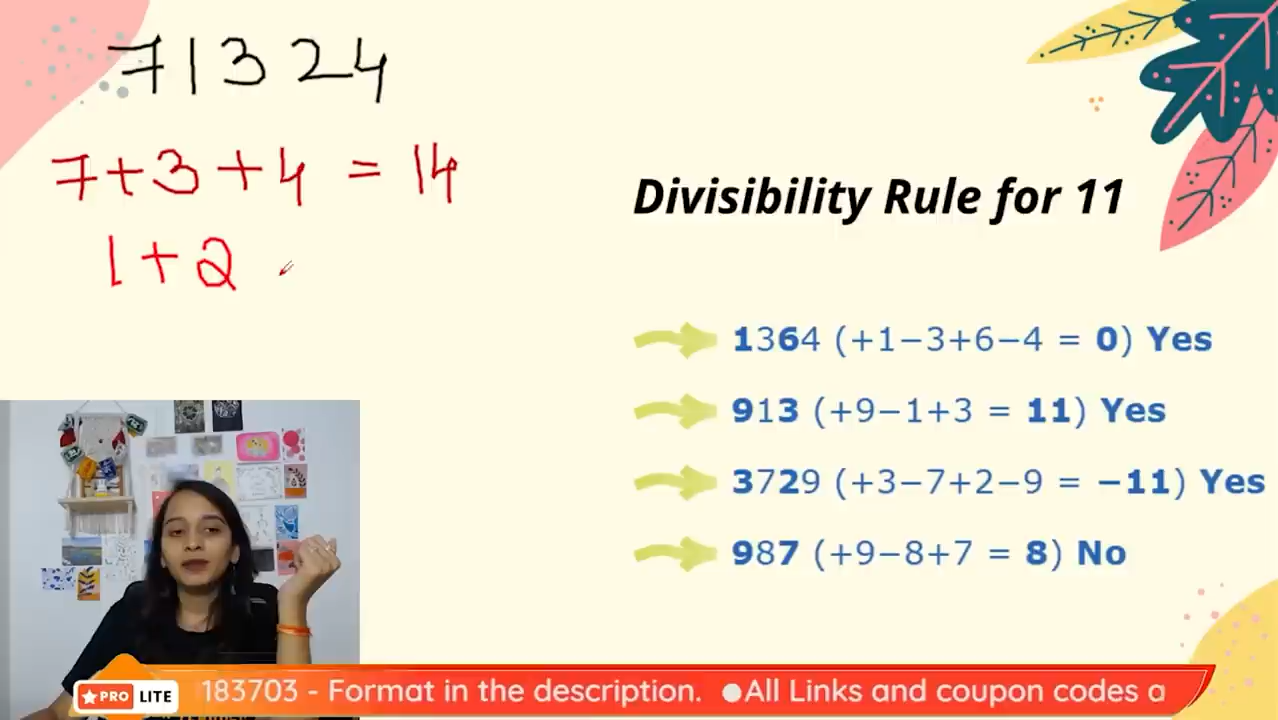 71324
7+3+4 = 14
1+2
Divisibility Rule for 11
1364 (+1−3+6−4 = 0) Yes
913 (+9−1+3 = 11) Yes
3729 (+3−7+2−9 = −11) Yes
987 (+9−8+7 = 8) No
PRO LITE
183703 - Format in the description. ●All Links and coupon codes a